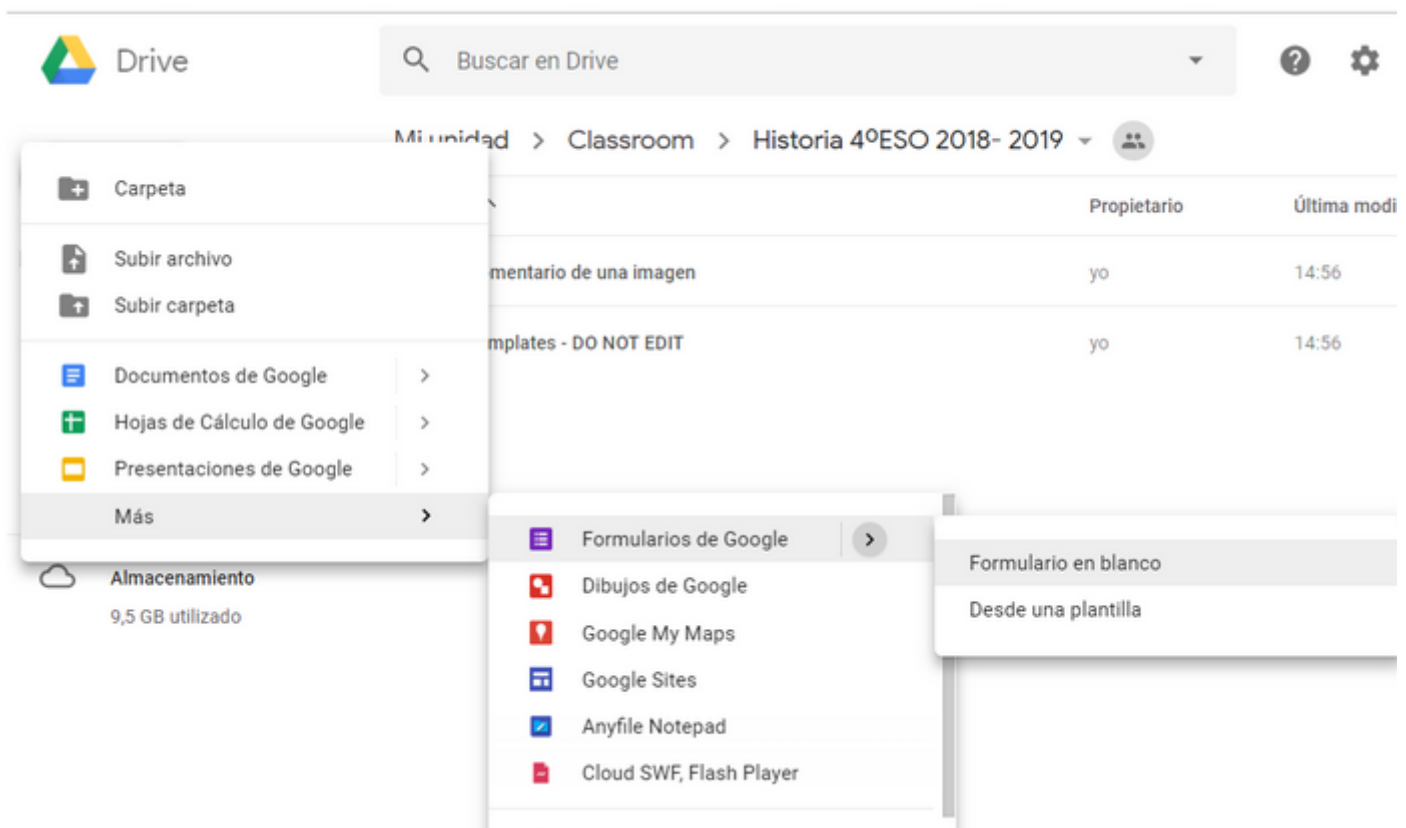 Drive
Buscar en Drive
Mi unidad > Classroom > Historia 4ºESO 2018- 2019
Carpeta
Propietario
Última modi
Subir archivo
mentario de una imagen
yo
14:56
Subir carpeta
mplates - DO NOT EDIT
yo
14:56
Documentos de Google
Hojas de Cálculo de Google
Presentaciones de Google
Más
Formularios de Google
Formulario en blanco
Almacenamiento
Dibujos de Google
Desde una plantilla
9,5 GB utilizado
Google My Maps
Google Sites
Anyfile Notepad
Cloud SWF, Flash Player